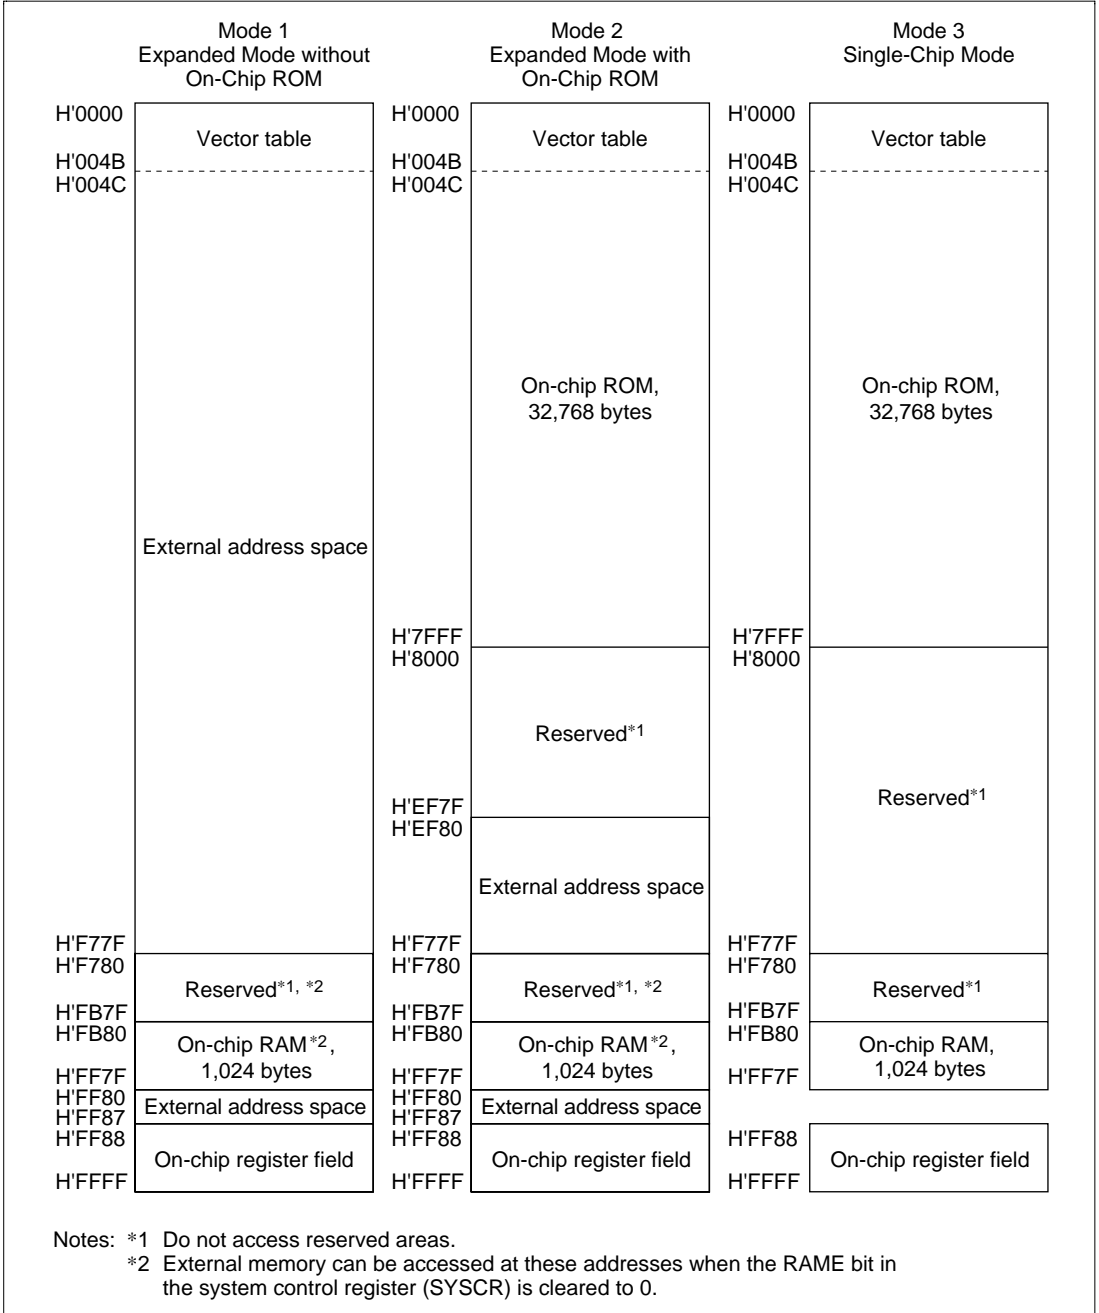 Mode 1
Expanded Mode without
On-Chip ROM
H'0000
Vector table
H'004B
H'004C
External address space
H'F77F
H'F780
Reserved*1, *2
H'FB7F
H'FB80
On-chip RAM*2,
1,024 bytes
H'FF7F
H'FF80
External address space
H'FF87
H'FF88
On-chip register field
H'FFFF
Mode 2
Expanded Mode with
On-Chip ROM
H'0000
Vector table
H'004B
H'004C
On-chip ROM,
32,768 bytes
H'7FFF
H'8000
Reserved*1
H'EF7F
H'EF80
External address space
H'F77F
H'F780
Reserved*1, *2
H'FB7F
H'FB80
On-chip RAM*2,
1,024 bytes
H'FF7F
H'FF80
External address space
H'FF87
H'FF88
On-chip register field
H'FFFF
Mode 3
Single-Chip Mode
H'0000
Vector table
H'004B
H'004C
On-chip ROM,
32,768 bytes
H'7FFF
H'8000
Reserved*1
H'F77F
H'F780
Reserved*1
H'FB7F
H'FB80
On-chip RAM,
1,024 bytes
H'FF7F
H'FF88
On-chip register field
H'FFFF
Notes: *1 Do not access reserved areas.
*2 External memory can be accessed at these addresses when the RAME bit in
the system control register (SYSCR) is cleared to 0.